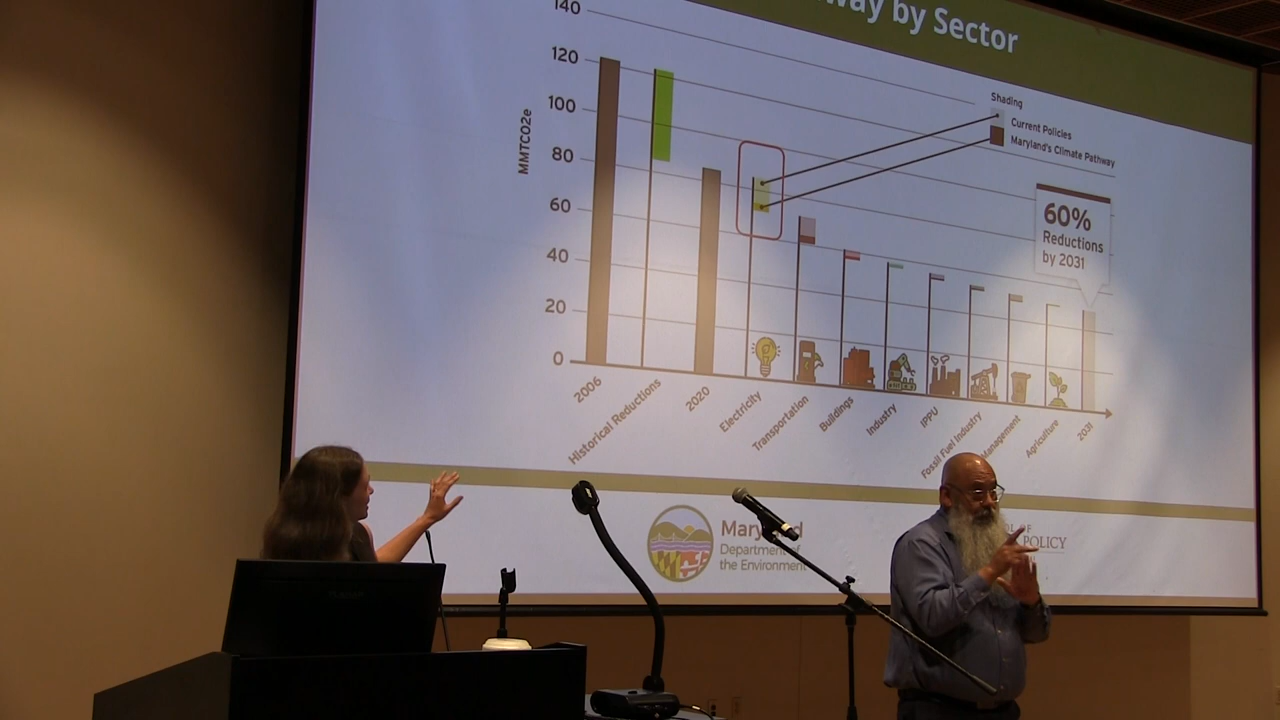 way by Sector
140
120
100
80
60
40
20
0
MMTCO2e
Shading
Current Policies
Maryland's Climate Pathway
60%
Reductions
by 2031
2006
Historical Reductions
2020
Electricity
Transportation
Buildings
Industry
IPPU
Fossil Fuel Industry
Management
Agriculture
2031
Maryland
Department of
the Environment
OL OF
POLICY